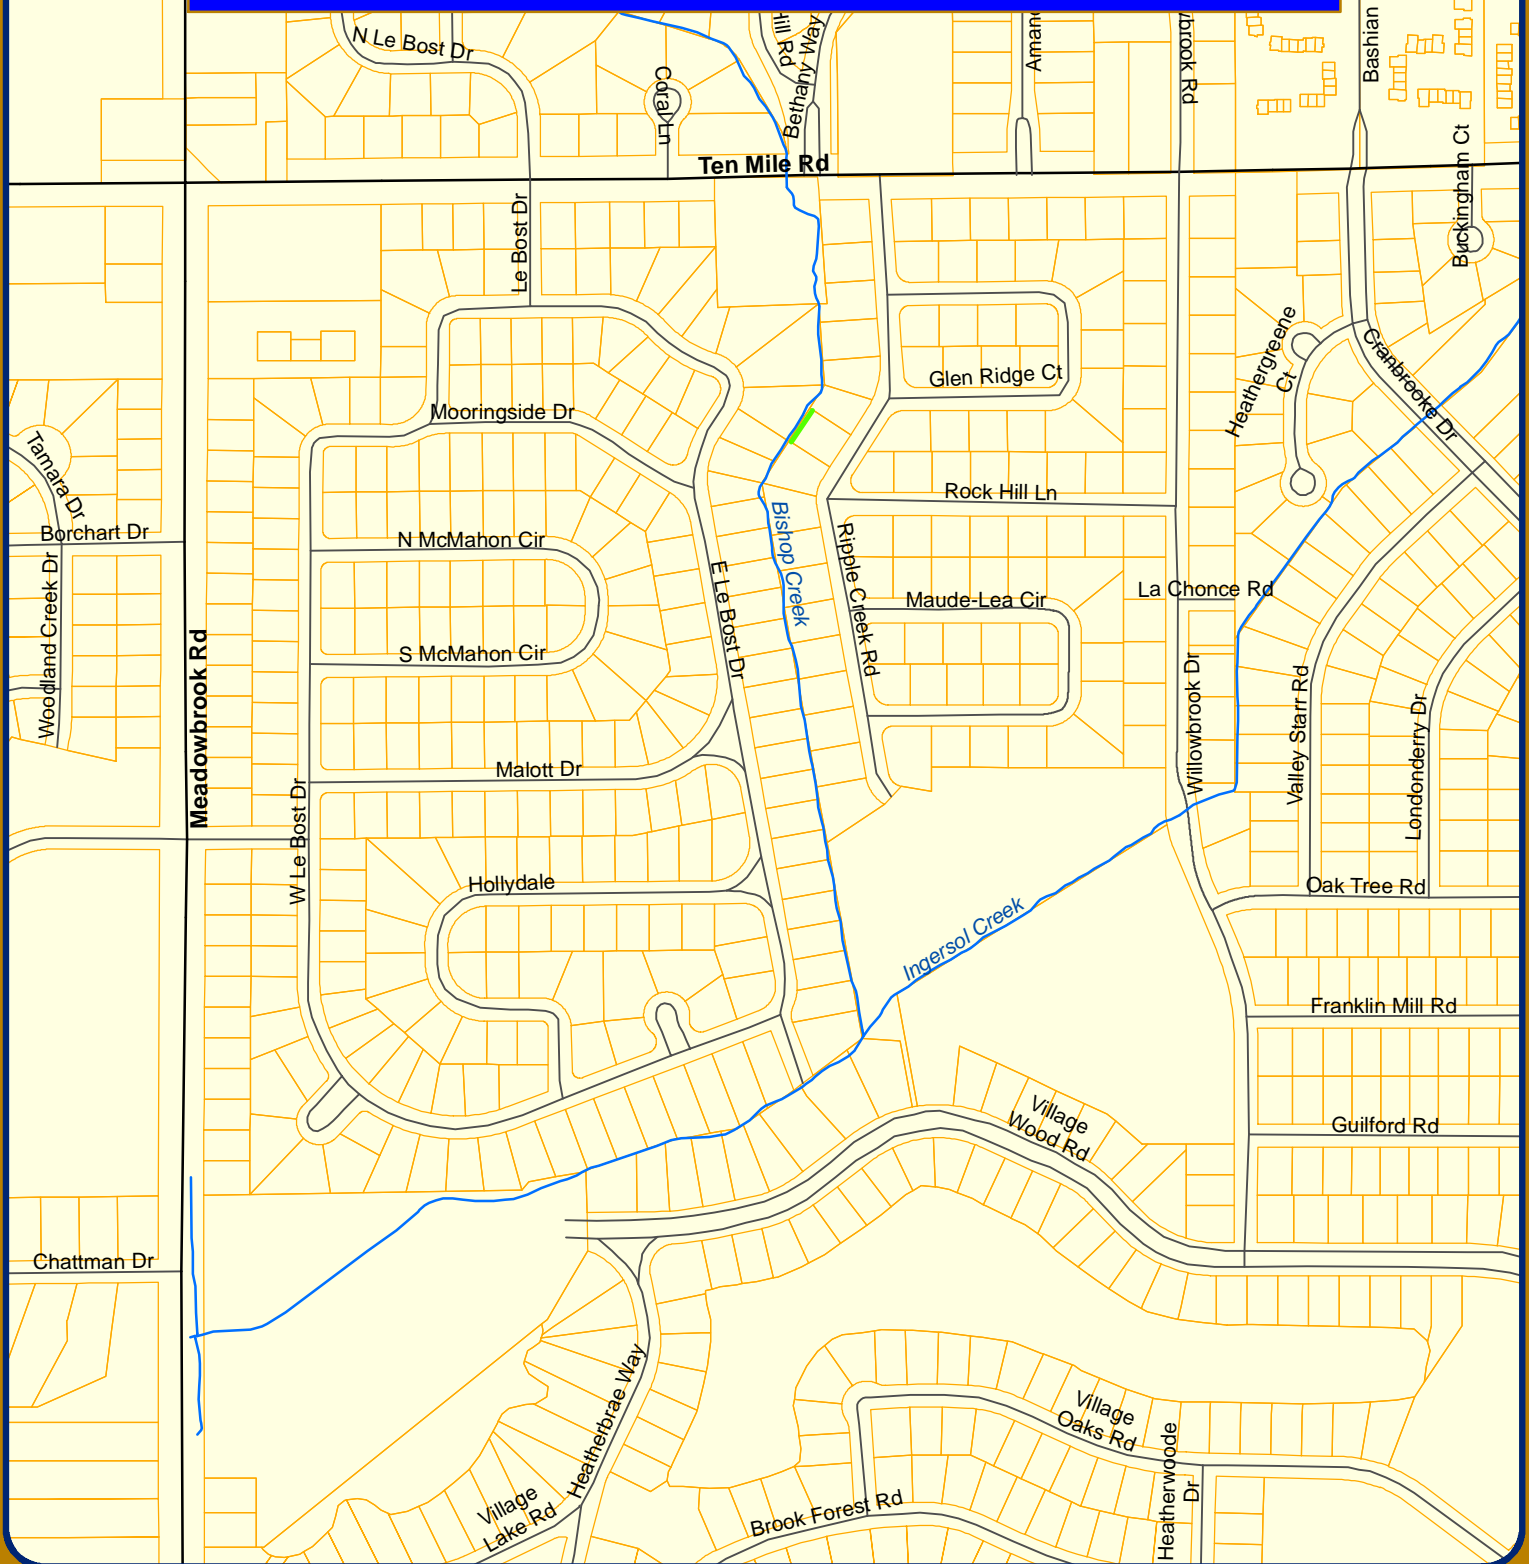 N Le Bost Dr
Coral Ln
Hill Rd
Bethany Way
Bashian
Ten Mile Rd
Buckingham Ct
Le Bost Dr
Heathergreene
Ct
Cranbrooke Dr
Glen Ridge Ct
Mooringside Dr
Tamara Dr
Rock Hill Ln
Borchart Dr
N McMahon Cir
Bishop Creek
Ripple Creek Rd
E Le Bost Dr
La Chonce Rd
Maude-Lea Cir
Woodland Creek Dr
Meadowbrook Rd
S McMahon Cir
Willowbrook Dr
Valley Starr Rd
Londonderry Dr
Malott Dr
W Le Bost Dr
Hollydale
Oak Tree Rd
Ingersol Creek
Franklin Mill Rd
Village
Wood Rd
Guilford Rd
Chattman Dr
Heatherbrae Way
Village
Oaks Rd
Heatherwoode
Dr
Village
Lake Rd
Brook Forest Rd